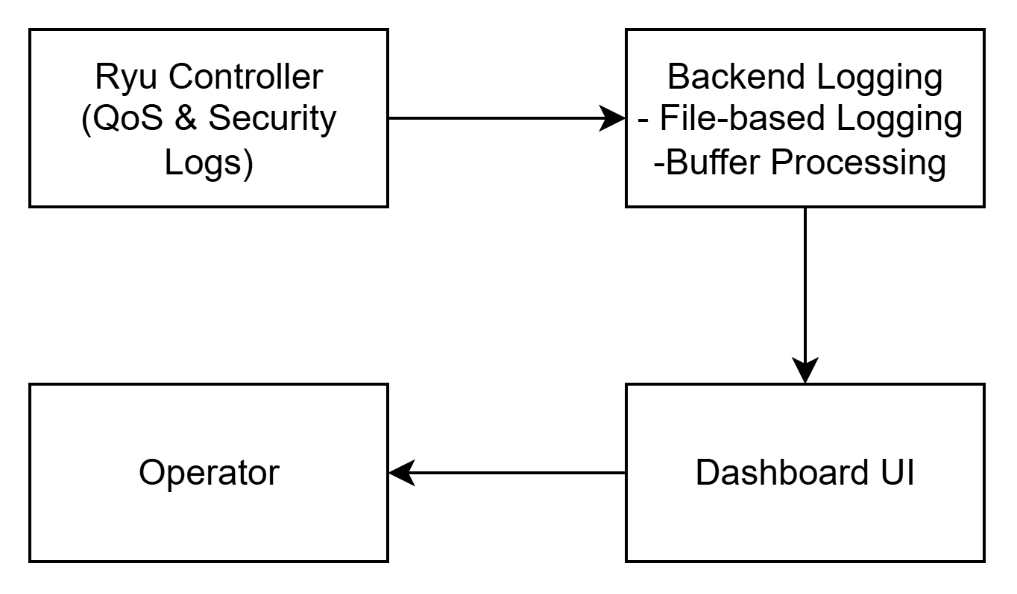 Ryu Controller
(QoS & Security
Logs)
Backend Logging
- File-based Logging
-Buffer Processing
Operator
Dashboard UI